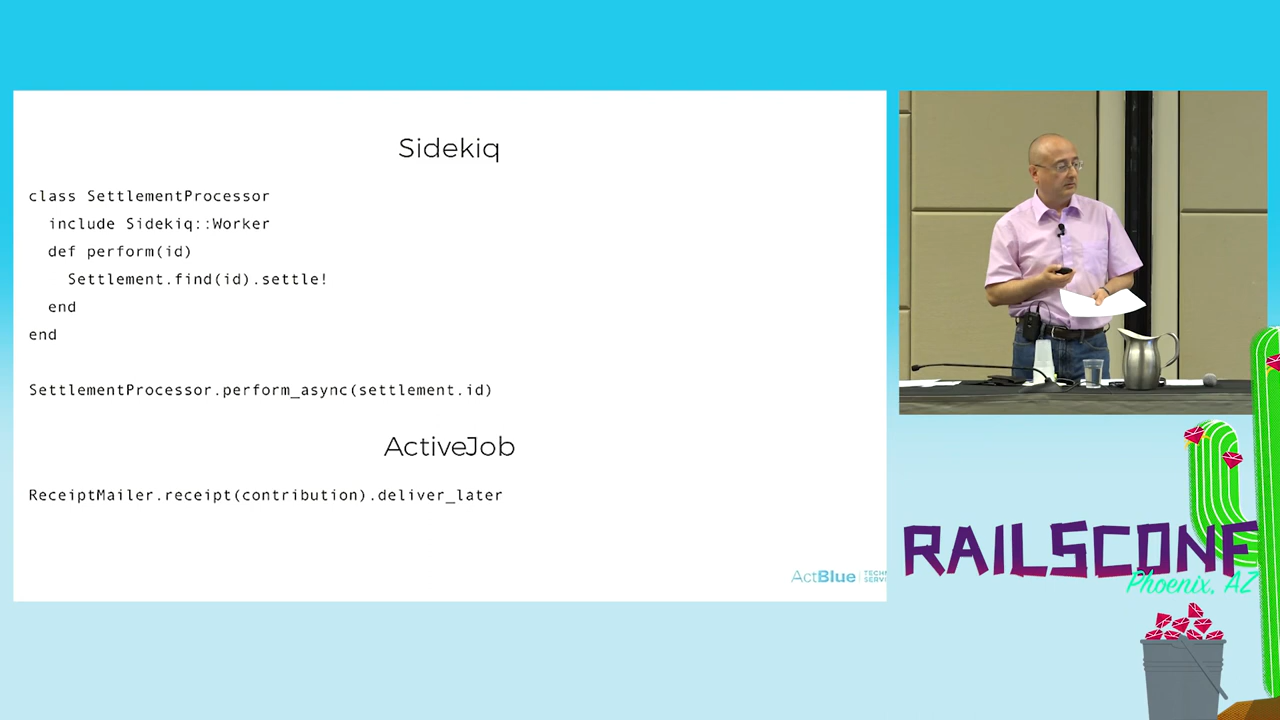 Sidekiq
class SettlementProcessor
include Sidekiq::Worker
def perform(id)
Settlement.find(id).settle!
end
end
SettlementProcessor.perform_async(settlement.id)
ActiveJob
ReceiptMailer.receipt(contribution).deliver_later
ActBlue
RAILSCONF
Phoenix, AZ